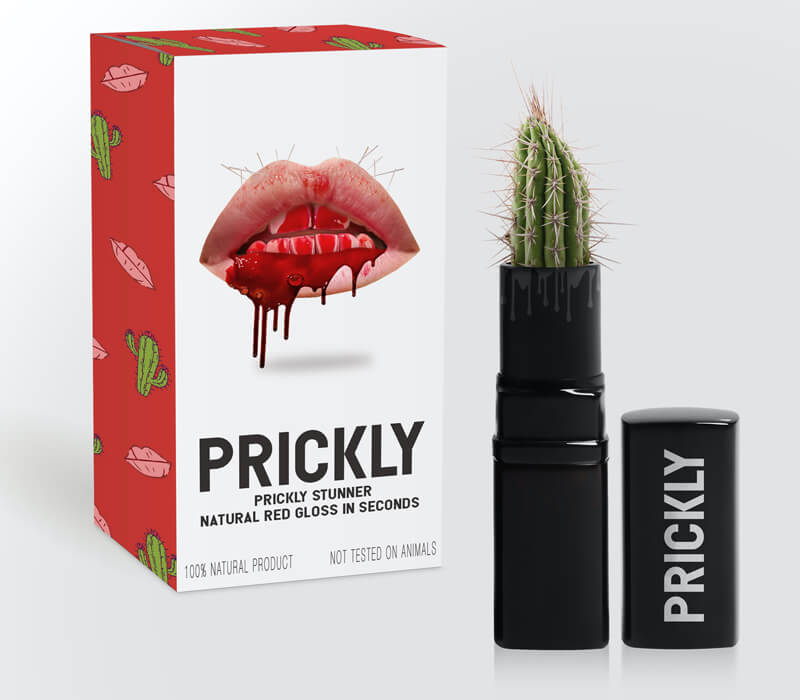 PRICKLY
PRICKLY STUNNER
NATURAL RED GLOSS IN SECONDS
100% NATURAL PRODUCT
NOT TESTED ON ANIMALS
PRICKLY